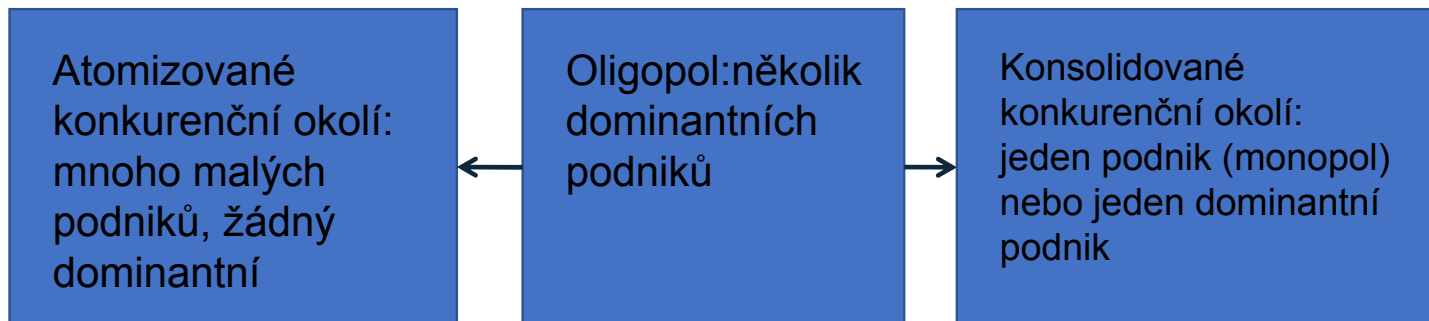 Atomizované
konkurenční okolí:
mnoho malých
podniků, žádný
dominantní
Oligopol:několik
dominantních
podniků
Konsolidované
konkurenční okolí:
jeden podnik (monopol)
nebo jeden dominantní
podnik